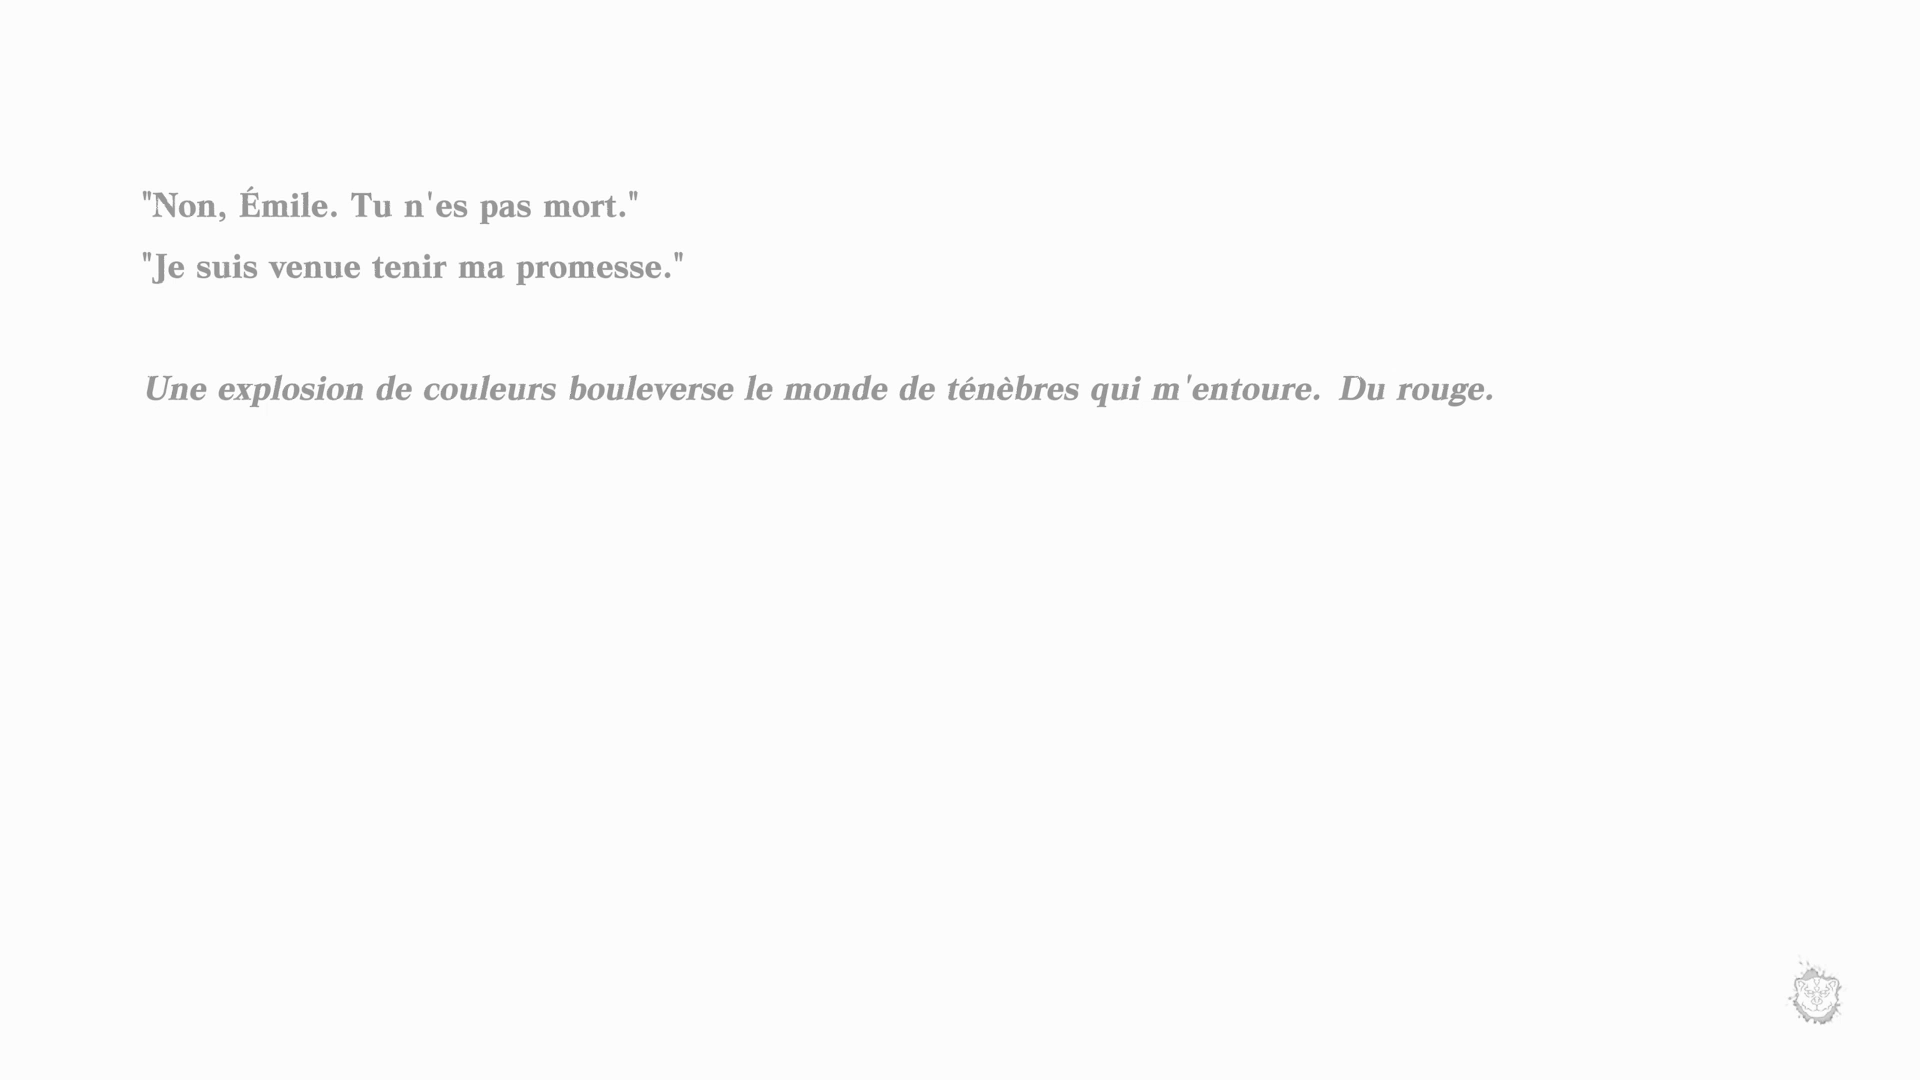 "Non, Émile. Tu n'es pas mort."
"Je suis venue tenir ma promesse."
Une explosion de couleurs bouleverse le monde de ténèbres qui m'entoure. Du rouge.